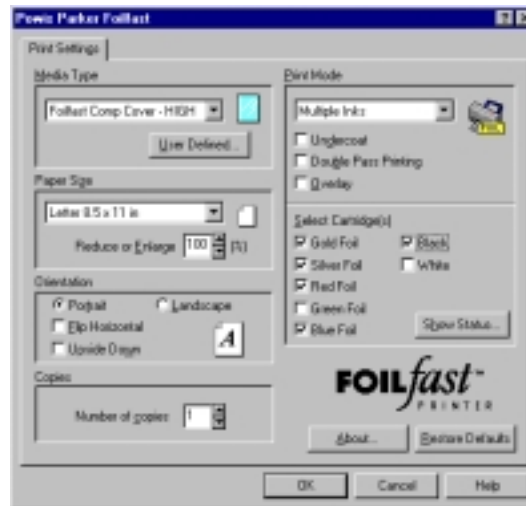 Powis Parker Foilfast
Print Settings
Media Type
Foilfast Comp Cover - HIGH
User Defined...
Paper Size
Letter 8.5 x 11 in
Reduce or Enlarge 100 (%)
Orientation
Portrait Landscape
Flip Horizontal
Upside Down
A
Copies
Number of copies: 1
Print Mode
Multiple Inks
FOIL
Undercoat
Double Pass Printing
Overlay
Select Cartridge(s)
Gold Foil Black
Silver Foil White
Red Foil
Green Foil
Blue Foil Show Status...
FOILfast™
PRINTER
About... Restore Defaults
OK Cancel Help